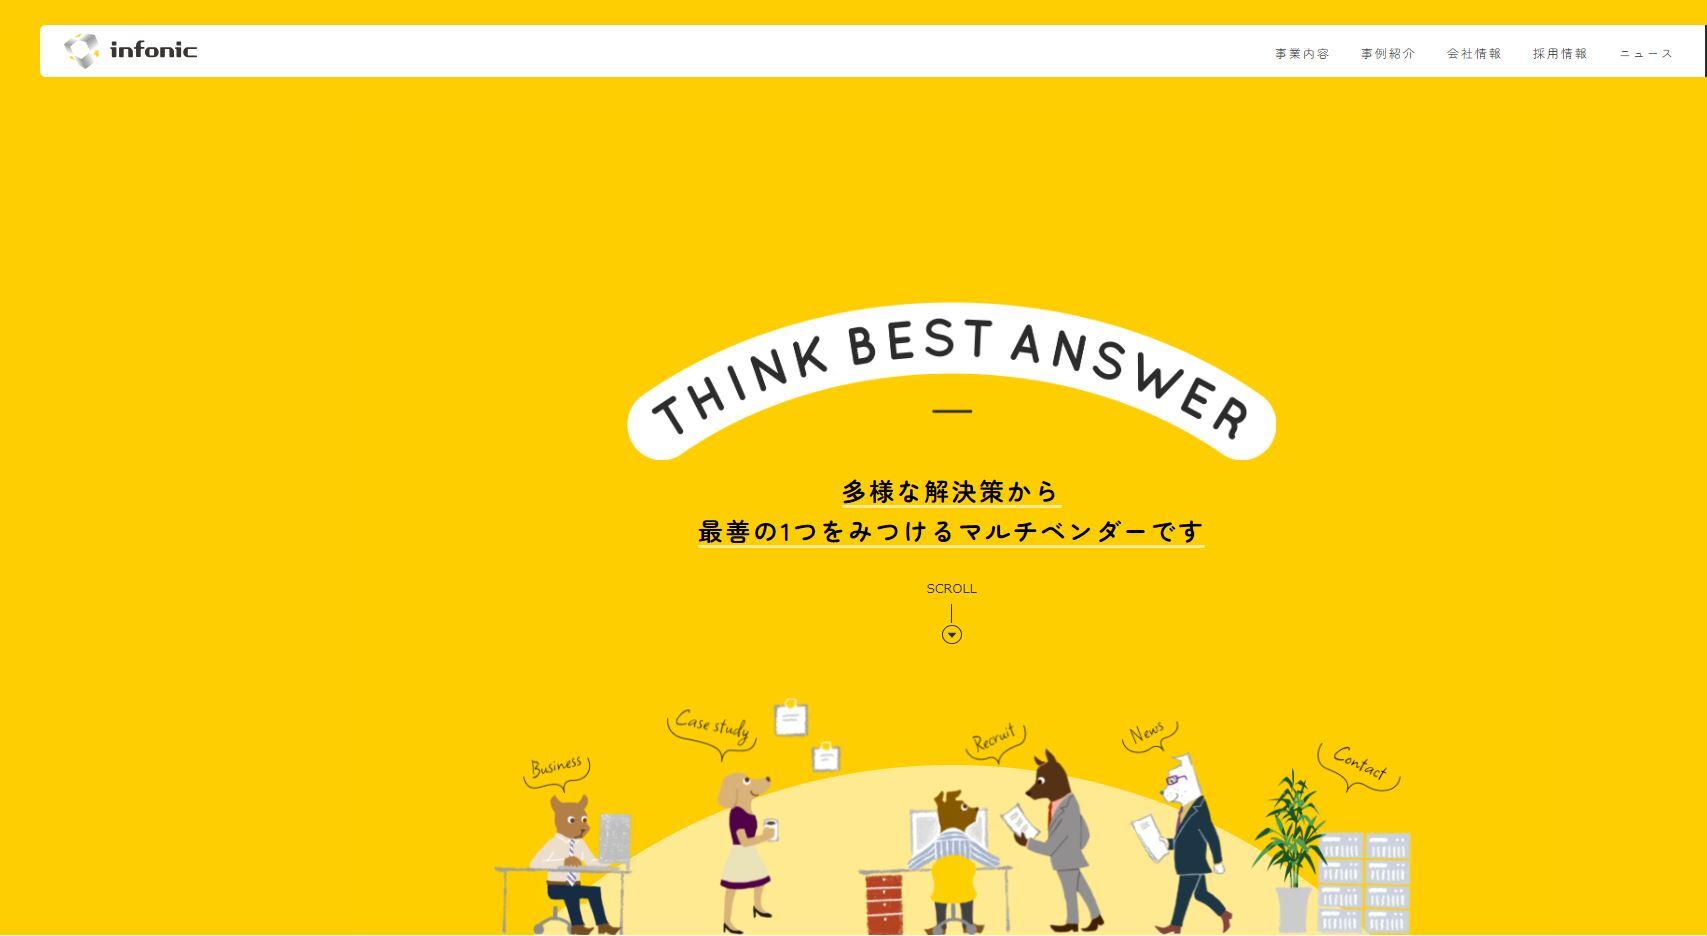 infonic
事業内容
事例紹介
会社情報
採用情報
ニュース
THINK BEST ANSWER
多様な解決策から
最善の1つをみつけるマルチベンダーです
SCROLL
Business
Case study
Recruit
News
Contact